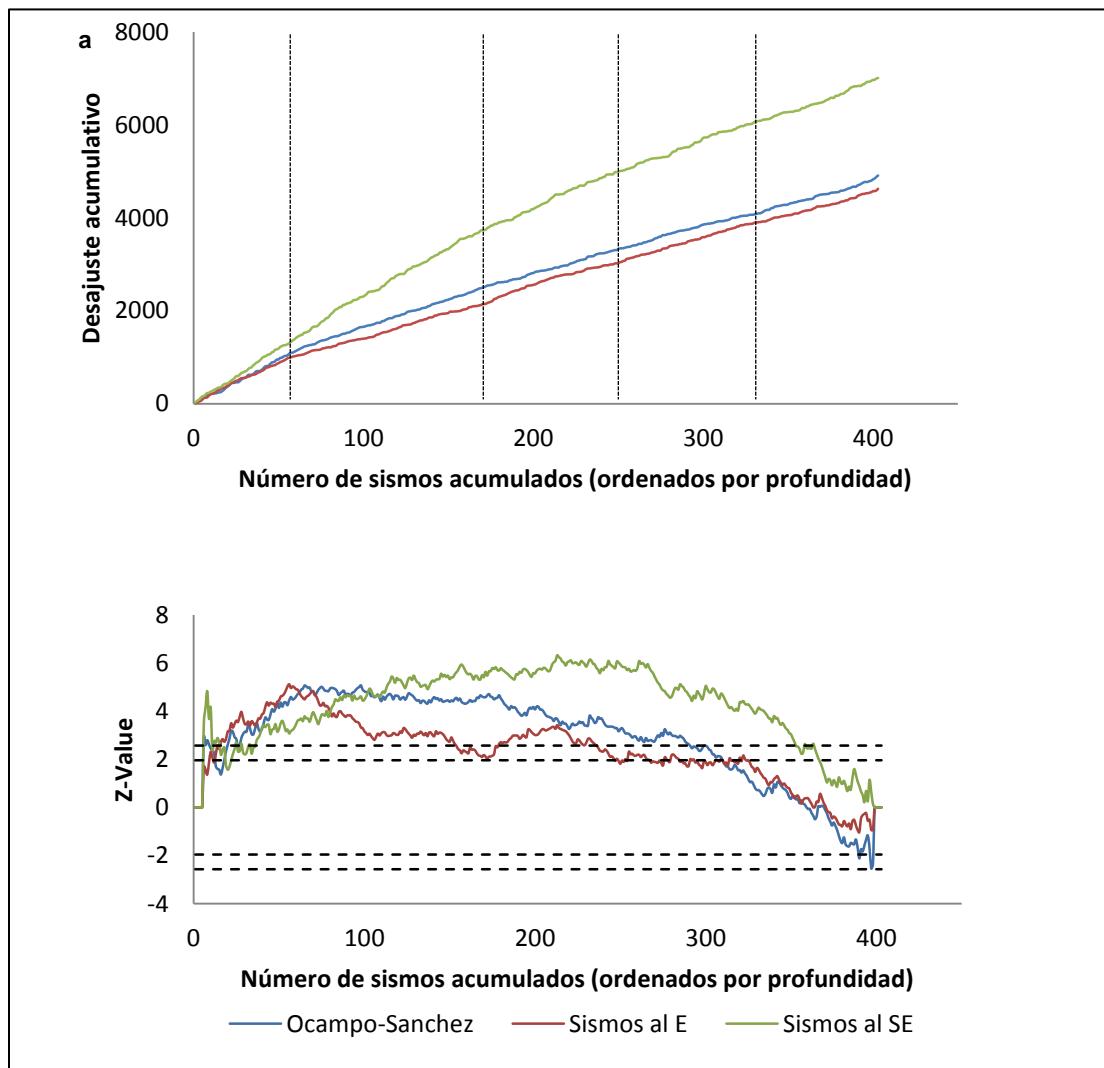 a
Desajuste acumulativo
8000
6000
4000
2000
0
0 100 200 300 400
Número de sismos acumulados (ordenados por profundidad)
Z-Value
8
6
4
2
0
-2
-4
0 100 200 300 400
Número de sismos acumulados (ordenados por profundidad)
Ocampo-Sanchez Sismos al E Sismos al SE